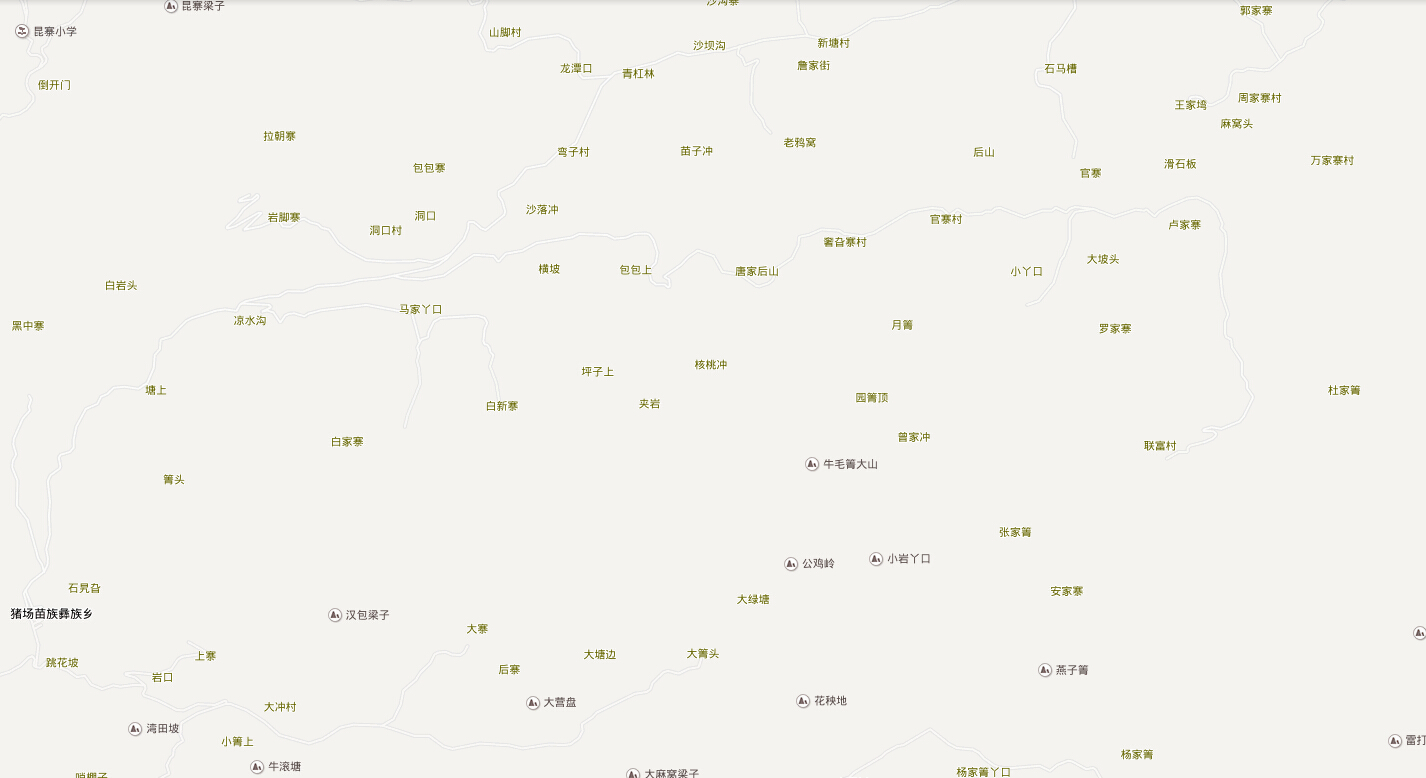 沙沟寨
昆寨梁子
郭家寨
昆寨小学
山脚村
沙坝沟
新塘村
龙潭口
青杠林
詹家街
石马槽
倒开门
王家塆
周家寨村
麻窝头
拉朝寨
老鸦窝
弯子村
苗子冲
后山
万家寨村
包包寨
滑石板
官寨
沙落冲
岩脚寨
洞口
官寨村
卢家寨
洞口村
奢旮寨村
大坡头
横坡
包包上
唐家后山
小丫口
白岩头
马家丫口
凉水沟
黑中寨
月箐
罗家寨
核桃冲
坪子上
塘上
杜家箐
园箐顶
白新寨
夹岩
曾家冲
白家寨
联富村
牛毛箐大山
箐头
张家箐
小岩丫口
公鸡岭
石旯旮
安家寨
大绿塘
猪场苗族彝族乡
汉包梁子
大寨
上寨
大塘边
大箐头
跳花坡
后寨
燕子箐
岩口
大营盘
花秧地
大冲村
湾田坡
小箐上
雷打
杨家箐
牛滚塘
杨家箐丫口
大麻窝梁子
哨棚子